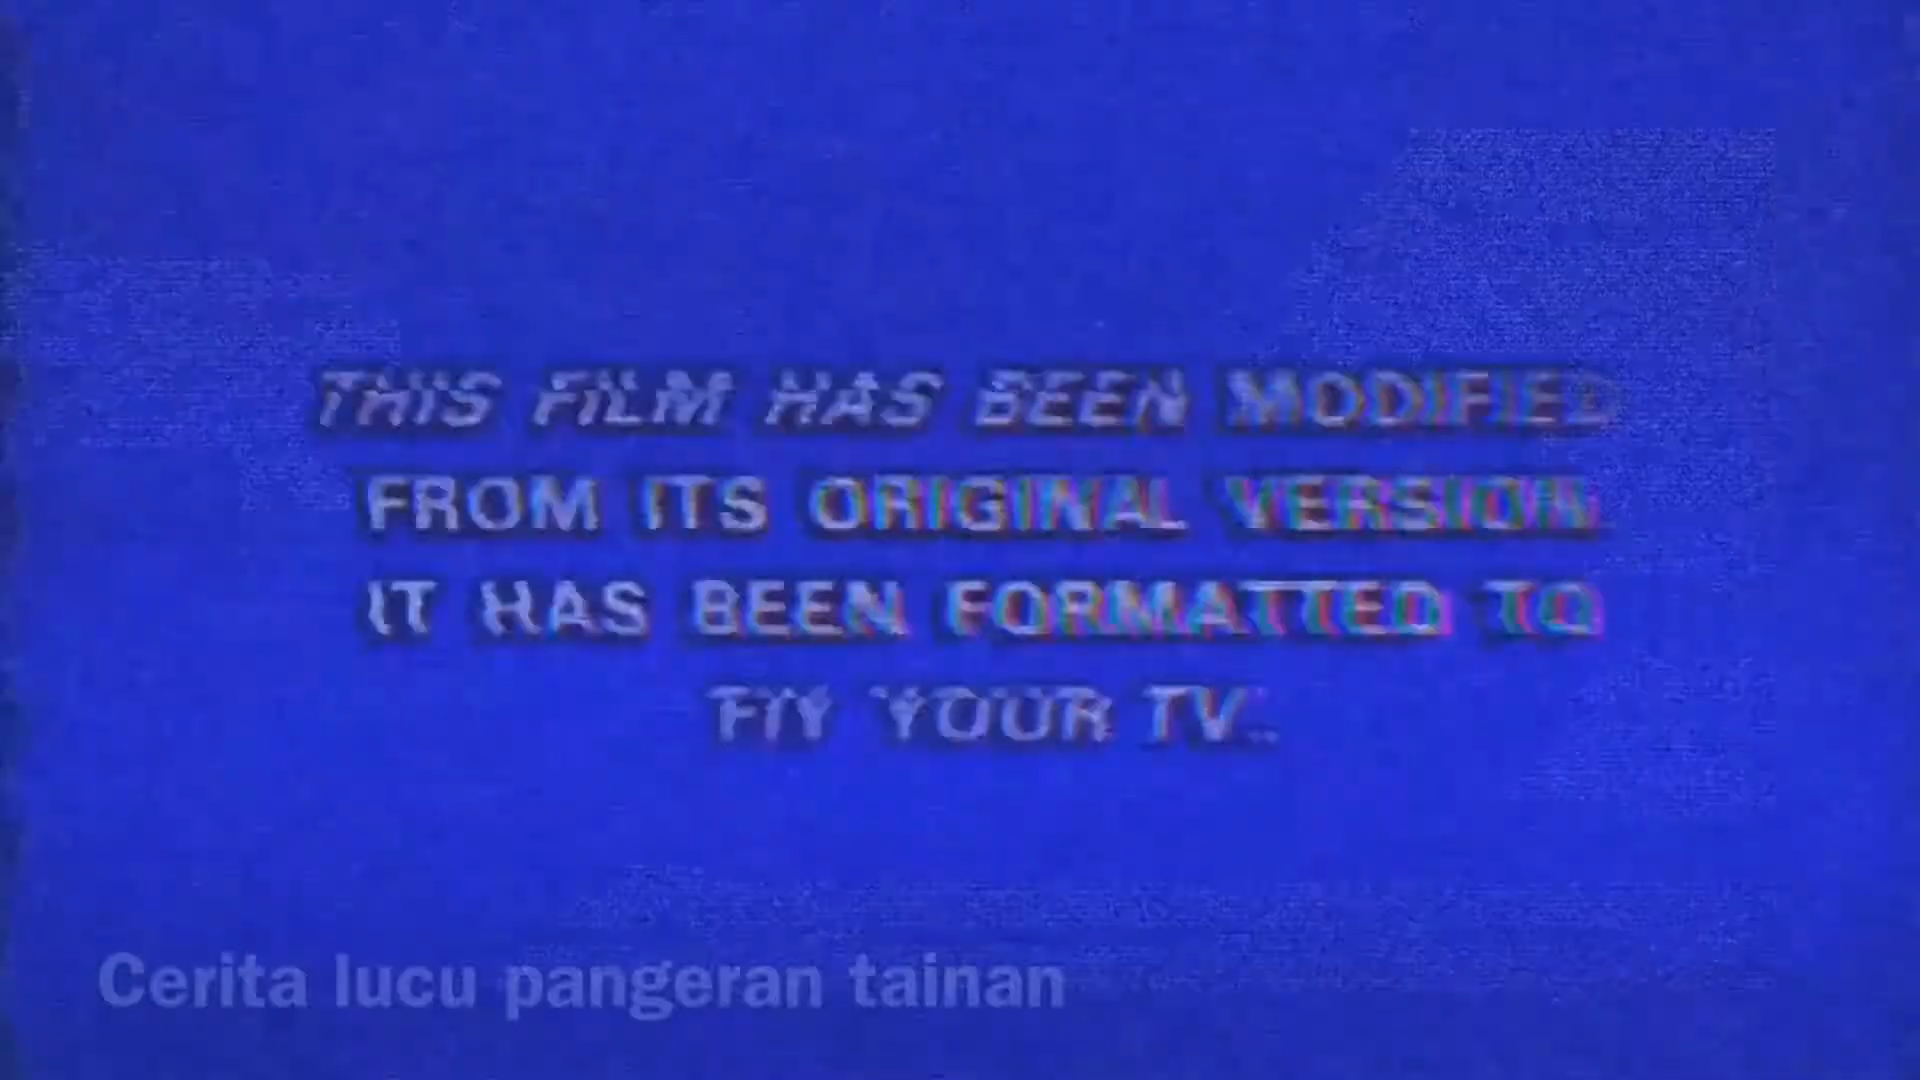 THIS FILM HAS BEEN MODIFIED
FROM ITS ORIGINAL VERSION.
IT HAS BEEN FORMATTED TO
FIT YOUR TV..
Cerita lucu pangeran tainan